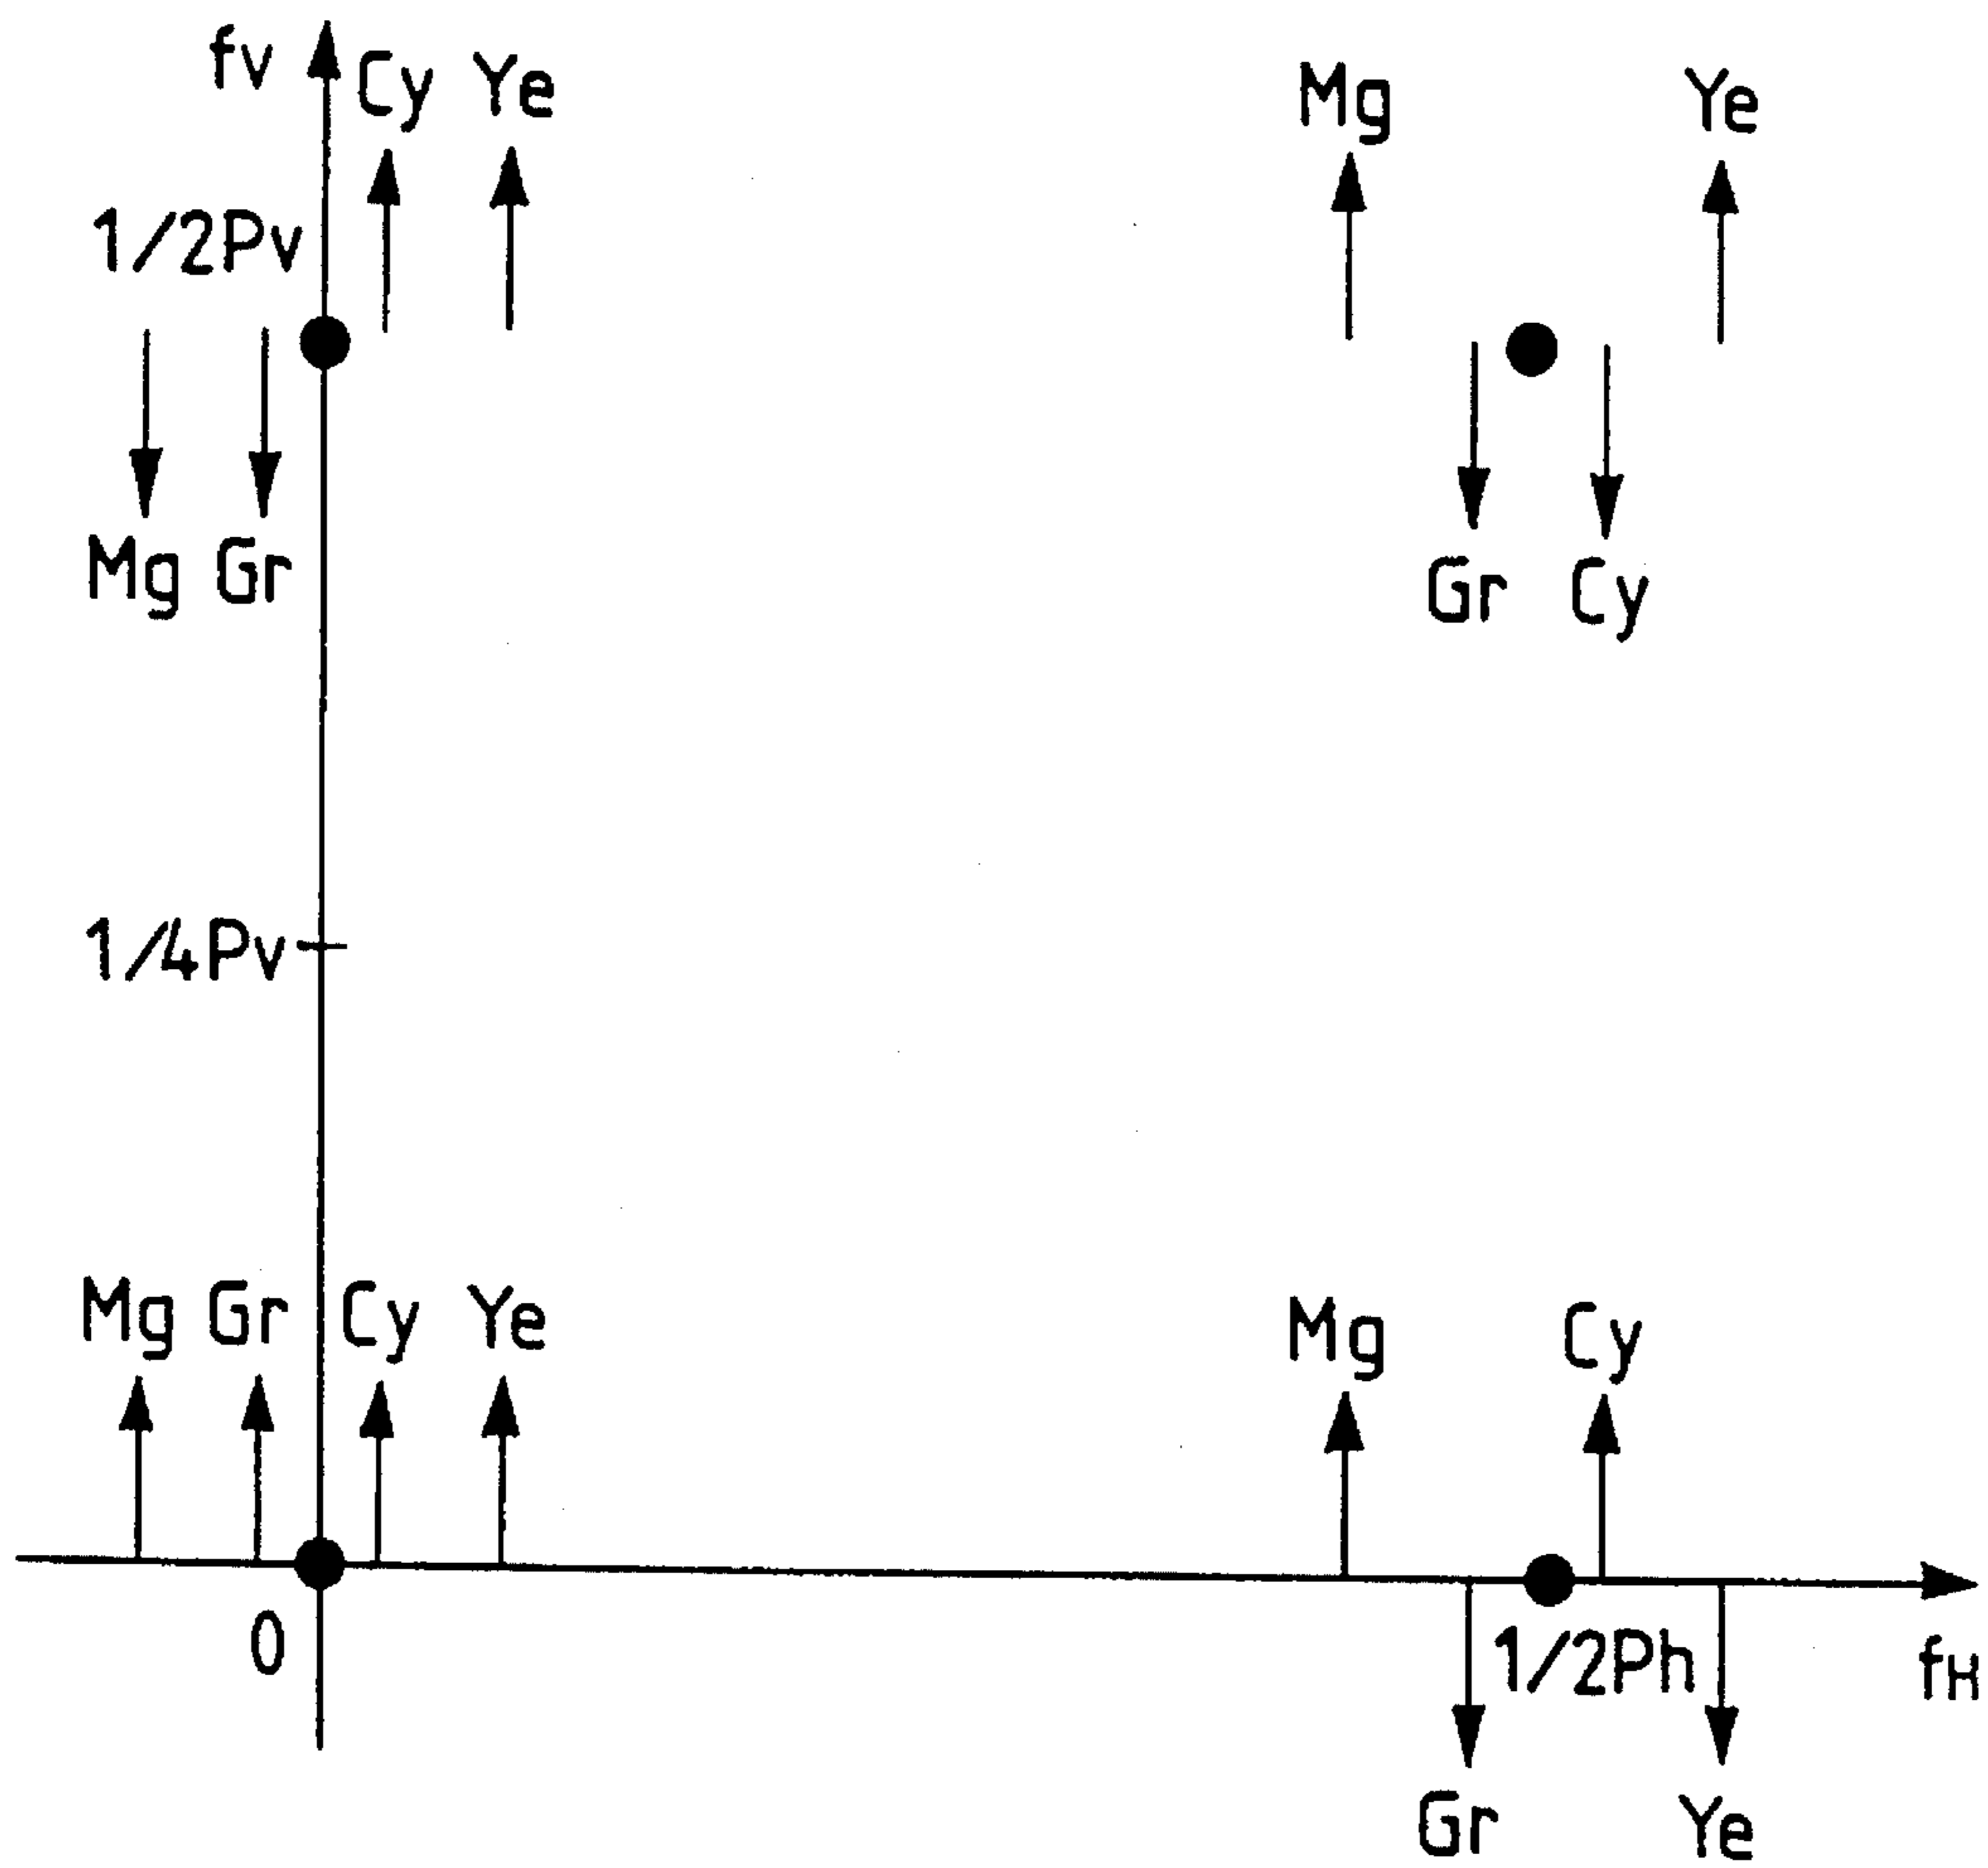 fv Cy Ye Mg Ye
1/2Pv
Mg Gr Gr Cy
1/4Pv
Mg Gr Cy Ye Mg Cy
0 1/2Ph fH
Gr Ye